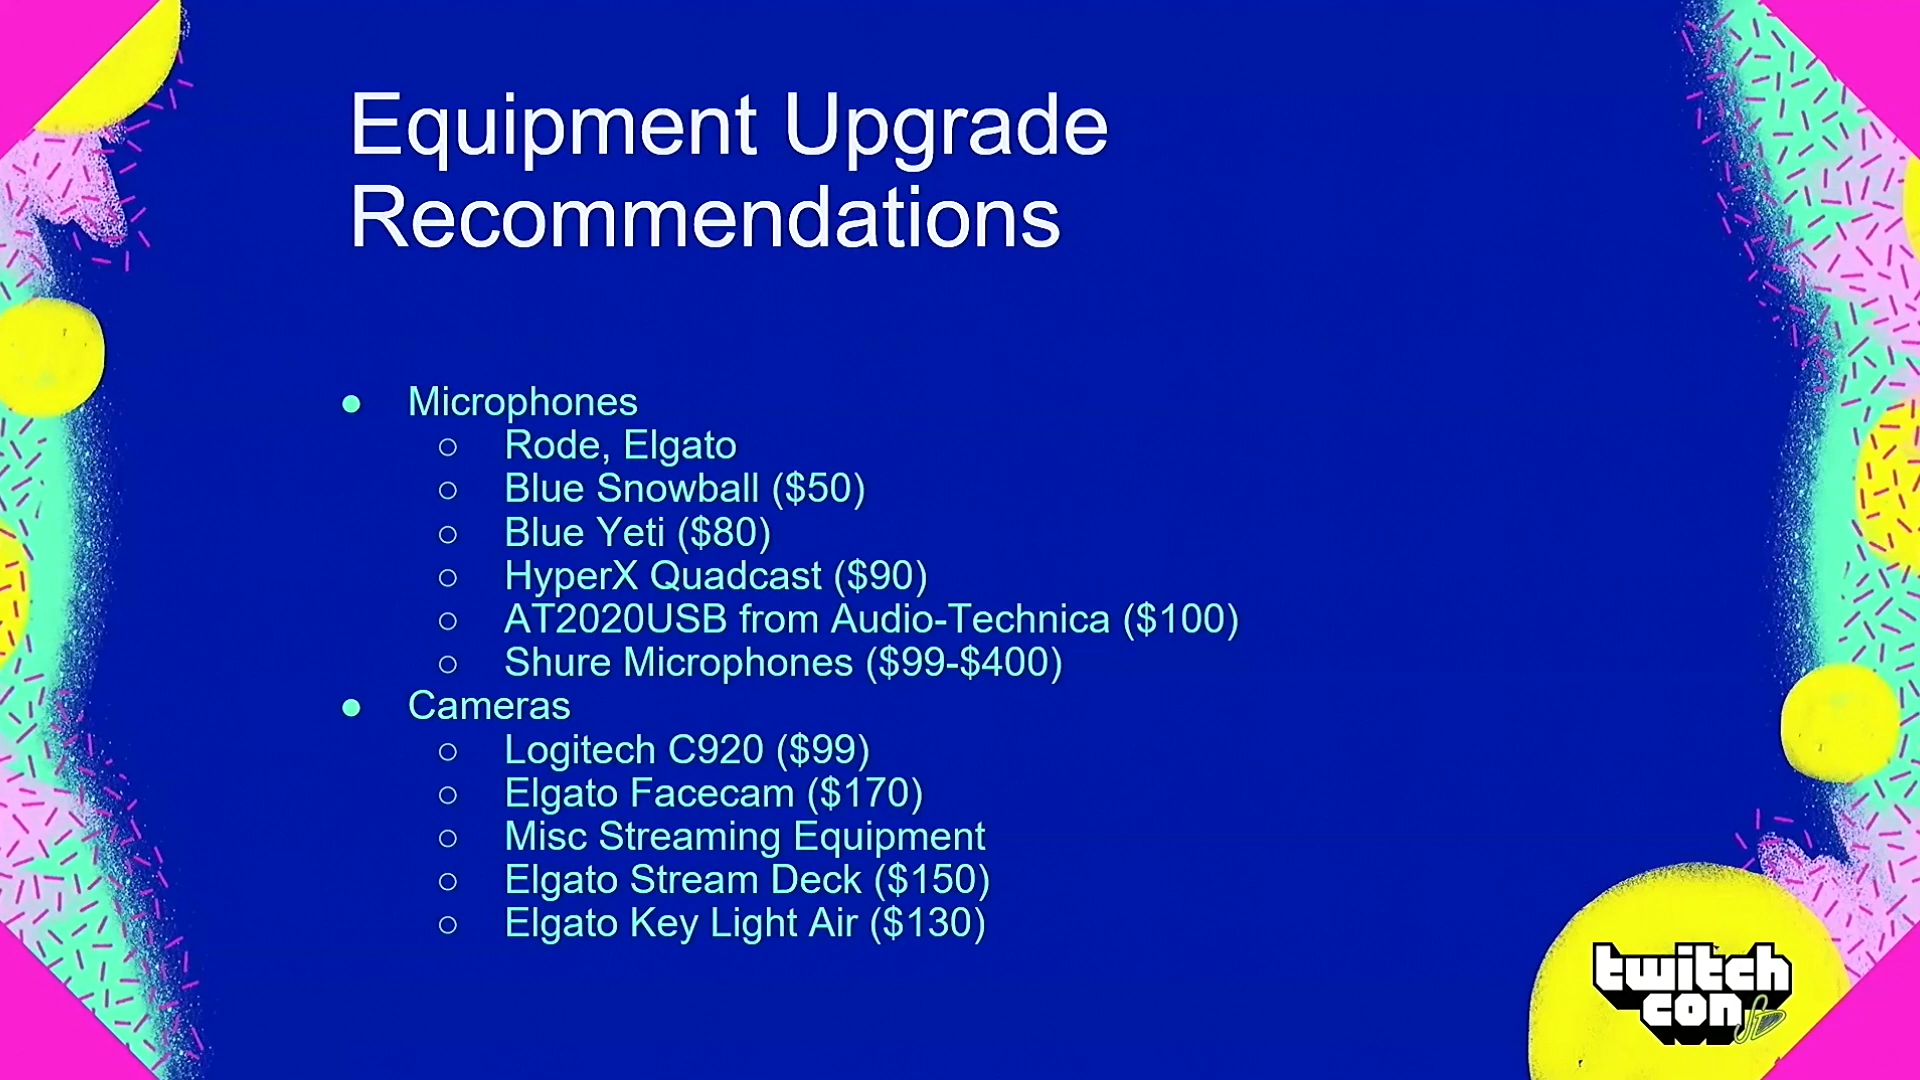 Equipment Upgrade
Recommendations
● Microphones
○ Rode, Elgato
○ Blue Snowball ($50)
○ Blue Yeti ($80)
○ HyperX Quadcast ($90)
○ AT2020USB from Audio-Technica ($100)
○ Shure Microphones ($99-$400)
● Cameras
○ Logitech C920 ($99)
○ Elgato Facecam ($170)
○ Misc Streaming Equipment
○ Elgato Stream Deck ($150)
○ Elgato Key Light Air ($130)
twitch
con SD